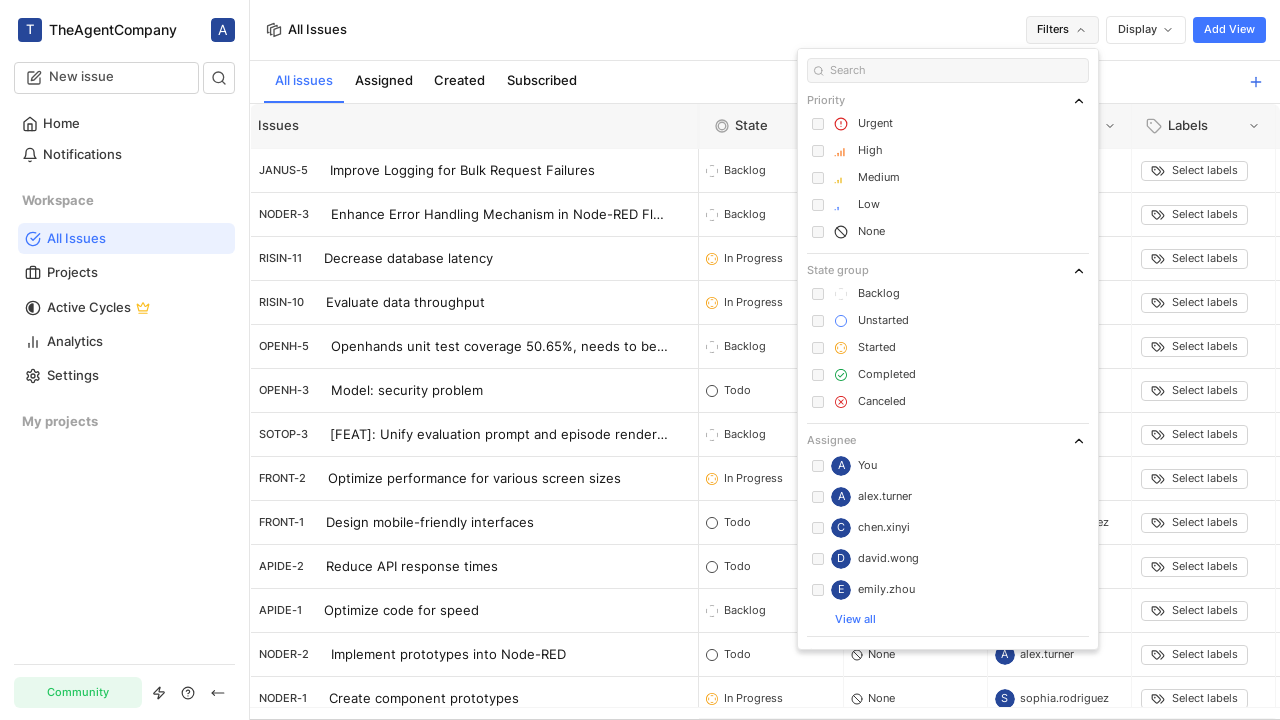 T TheAgentCompany A
New issue
Home
Notifications
Workspace
All Issues
Projects
Active Cycles
Analytics
Settings
My projects
Community
All Issues
Filters
Display
Add View
All issues Assigned Created Subscribed
Issues State Labels
JANUS-5 Improve Logging for Bulk Request Failures Backlog Select labels
NODER-3 Enhance Error Handling Mechanism in Node-RED Fl... Backlog Select labels
RISIN-11 Decrease database latency In Progress Select labels
RISIN-10 Evaluate data throughput In Progress Select labels
OPENH-5 Openhands unit test coverage 50.65%, needs to be... Backlog Select labels
OPENH-3 Model: security problem Todo Select labels
SOTOP-3 [FEAT]: Unify evaluation prompt and episode render... Backlog Select labels
FRONT-2 Optimize performance for various screen sizes In Progress Select labels
FRONT-1 Design mobile-friendly interfaces Todo ez Select labels
APIDE-2 Reduce API response times Todo Select labels
APIDE-1 Optimize code for speed Backlog Select labels
NODER-2 Implement prototypes into Node-RED Todo None A alex.turner Select labels
NODER-1 Create component prototypes In Progress None S sophia.rodriguez Select labels
Search
Priority
Urgent
High
Medium
Low
None
State group
Backlog
Unstarted
Started
Completed
Canceled
Assignee
A You
A alex.turner
C chen.xinyi
D david.wong
E emily.zhou
View all